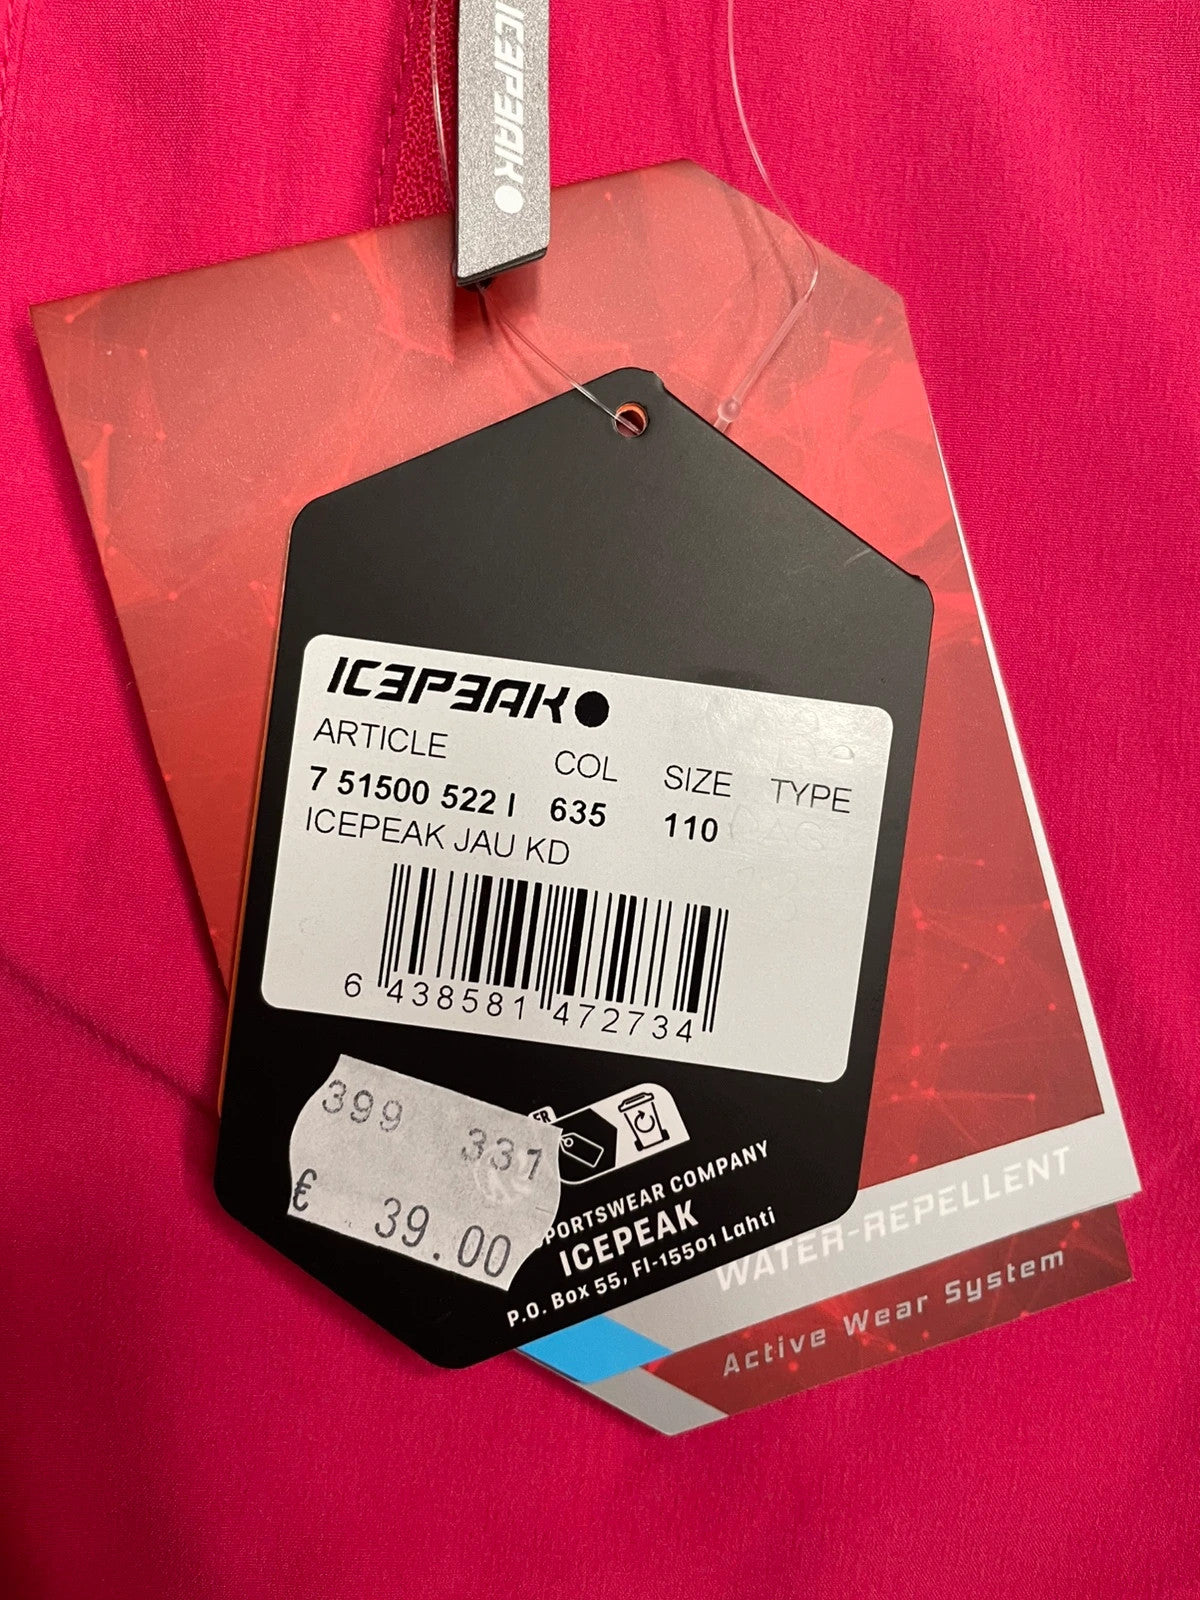 ICEPEAK
ICEPEAK
ARTICLE COL SIZE TYPE
7 51500 522 I 635 110
ICEPEAK JAU KD
6 438581 472734
399 337
€ 39.00
SPORTSWEAR COMPANY
ICEPEAK
P.O. Box 55, FI-15501 Lahti
WATER-REPELLENT
Active Wear System